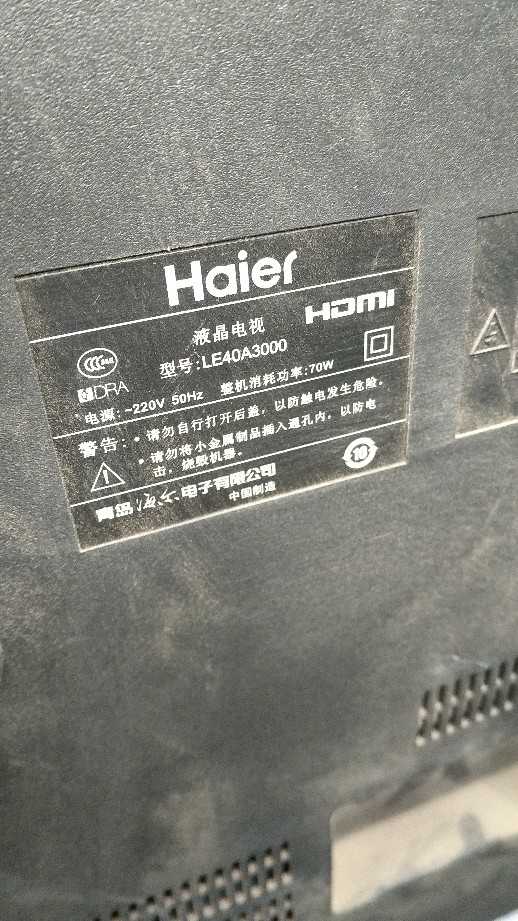 Haier
液晶电视
HDMI
型号:LE40A3000
CCC
DRA
电源: ~220V 50Hz 整机消耗功率:70W
警告: • 请勿自行打开后盖,以防触电发生危险。
• 请勿将小金属制品插入通孔内,以防电
击,烧毁机器。
青岛海尔电子有限公司
中国制造
10